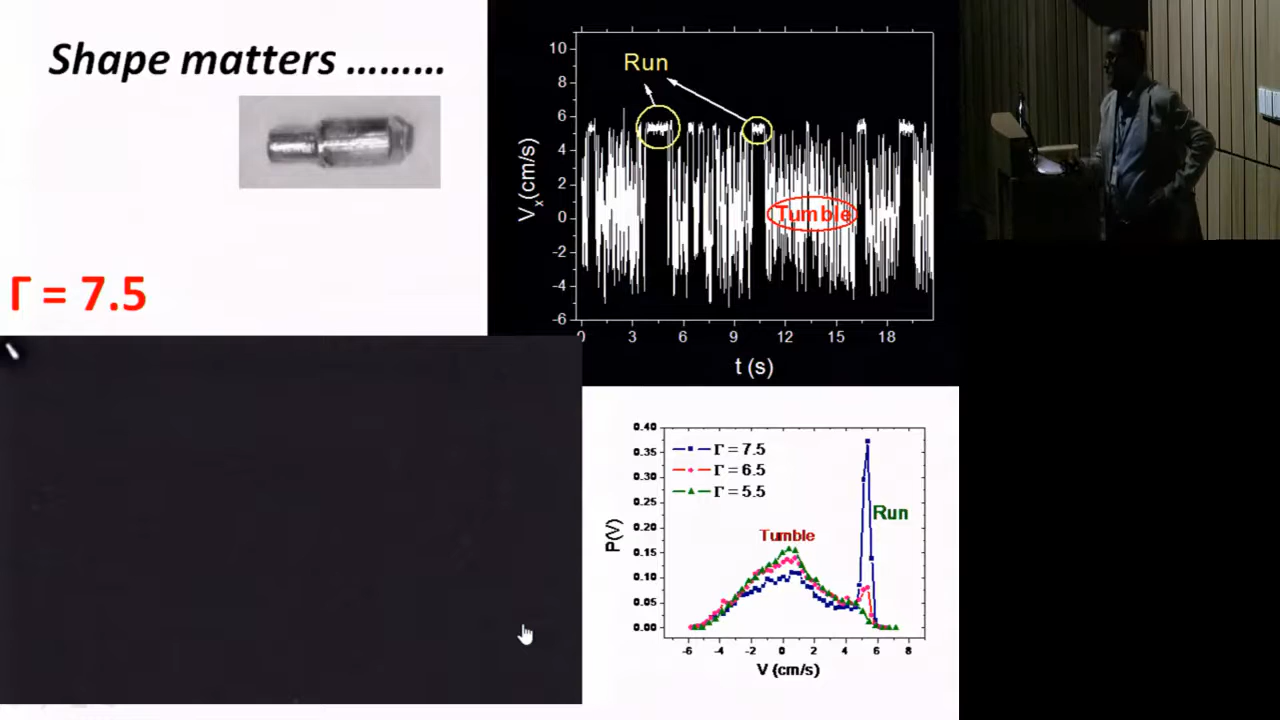 Shape matters .........
Γ = 7.5
Run
Tumble
10
8
6
4
2
0
-2
-4
-6
Vx(cm/s)
0 3 6 9 12 15 18
t (s)
0.40
0.35
0.30
0.25
0.20
0.15
0.10
0.05
0.00
P(V)
Γ = 7.5
Γ = 6.5
Γ = 5.5
Run
Tumble
-6 -4 -2 0 2 4 6 8
V (cm/s)